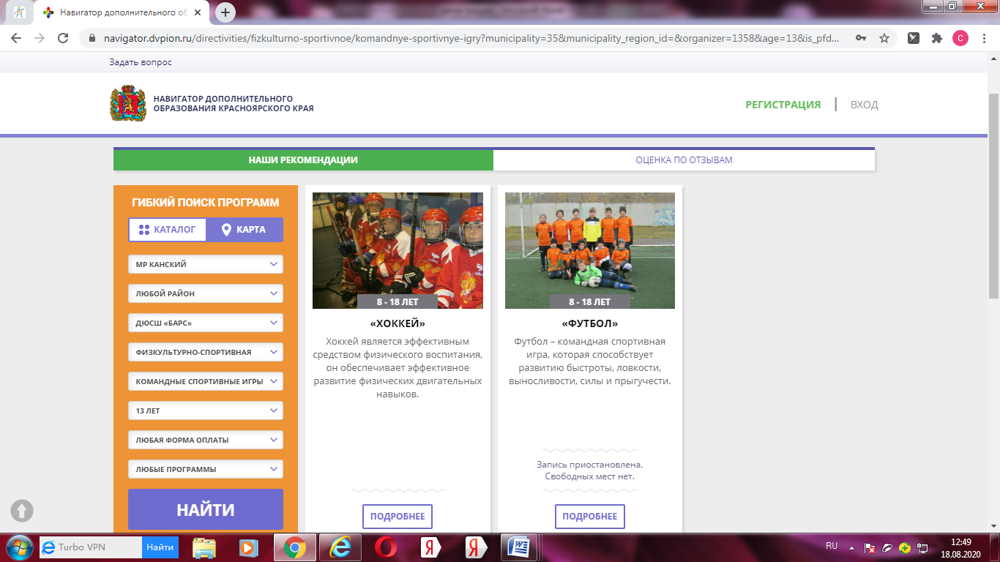 Навигатор дополнительного об
navigator.dvpion.ru/directivities/fizkulturno-sportivnoe/komandnye-sportivnye-igry?municipality=35&municipality_region_id=&organizer=1358&age=13&is_pfd...
С
Задать вопрос
НАВИГАТОР ДОПОЛНИТЕЛЬНОГО
ОБРАЗОВАНИЯ КРАСНОЯРСКОГО КРАЯ
РЕГИСТРАЦИЯ
ВХОД
НАШИ РЕКОМЕНДАЦИИ
ОЦЕНКА ПО ОТЗЫВАМ
ГИБКИЙ ПОИСК ПРОГРАММ
КАТАЛОГ
КАРТА
МР КАНСКИЙ
ЛЮБОЙ РАЙОН
ДЮСШ «БАРС»
ФИЗКУЛЬТУРНО-СПОРТИВНАЯ
КОМАНДНЫЕ СПОРТИВНЫЕ ИГРЫ
13 ЛЕТ
ЛЮБАЯ ФОРМА ОПЛАТЫ
ЛЮБЫЕ ПРОГРАММЫ
НАЙТИ
8 - 18 ЛЕТ
«ХОККЕЙ»
Хоккей является эффективным
средством физического воспитания,
он обеспечивает эффективное
развитие физических двигательных
навыков.
ПОДРОБНЕЕ
8 - 18 ЛЕТ
«ФУТБОЛ»
Футбол – командная спортивная
игра, которая способствует
развитию быстроты, ловкости,
выносливости, силы и прыгучести.
Запись приостановлена.
Свободных мест нет.
ПОДРОБНЕЕ
Turbo VPN
Найти
RU
12:49
18.08.2020